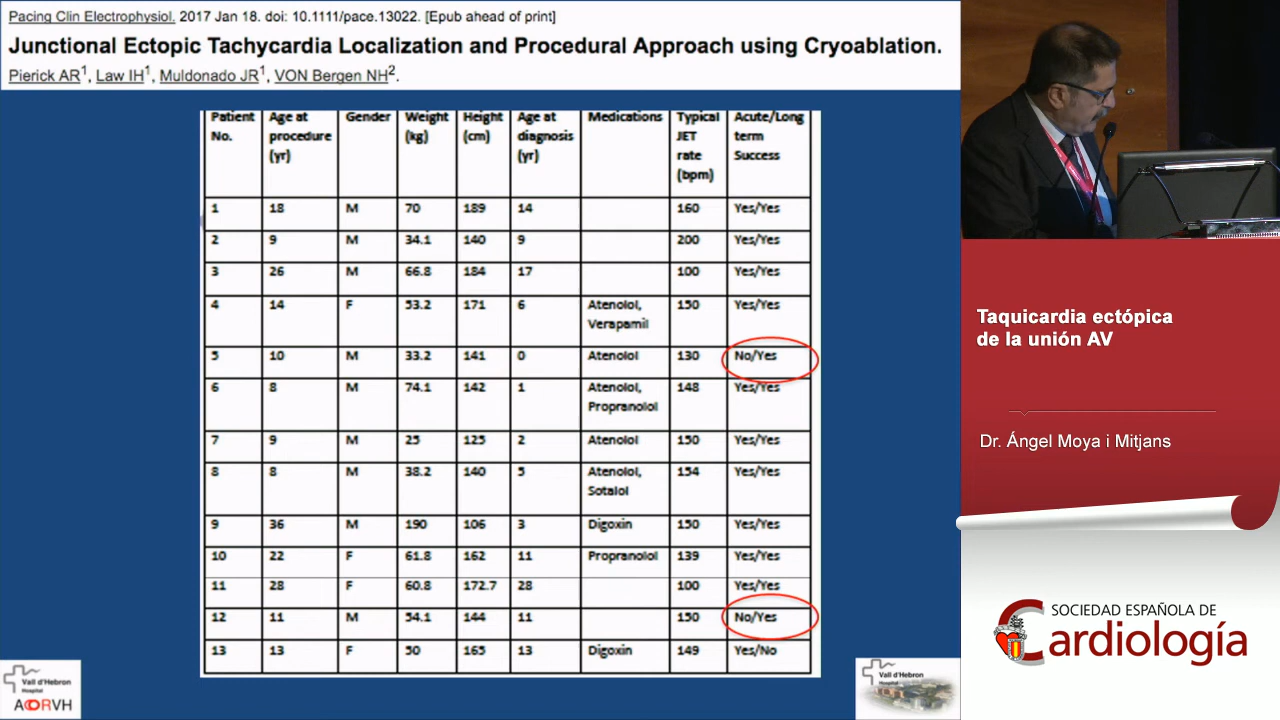 Pacing Clin Electrophysiol. 2017 Jan 18. doi: 10.1111/pace.13022. [Epub ahead of print]
Junctional Ectopic Tachycardia Localization and Procedural Approach using Cryoablation.
Pierick AR1, Law IH1, Muldonado JR1, VON Bergen NH2.
Patient No. Age at procedure (yr) Gender Weight (kg) Height (cm) Age at diagnosis (yr) Medications Typical JET rate (bpm) Acute/Long term Success
1 18 M 70 189 14 160 Yes/Yes
2 9 M 34.1 140 9 200 Yes/Yes
3 26 M 66.8 184 17 100 Yes/Yes
4 14 F 53.2 171 6 Atenolol, Verapamil 150 Yes/Yes
5 10 M 33.2 141 0 Atenolol 130 No/Yes
6 8 M 74.1 142 1 Atenolol, Propranolol 148 Yes/Yes
7 9 M 25 125 2 Atenolol 150 Yes/Yes
8 8 M 38.2 140 5 Atenolol, Sotalol 154 Yes/Yes
9 36 M 190 106 3 Digoxin 150 Yes/Yes
10 22 F 61.8 162 11 Propranolol 139 Yes/Yes
11 28 F 60.8 172.7 28 100 Yes/Yes
12 11 M 54.1 144 11 150 No/Yes
13 13 F 50 165 13 Digoxin 149 Yes/No
Vall d'Hebron
Hospital
ACORVH
Vall d'Hebron
Hospital
Taquicardia ectópica
de la unión AV
Dr. Ángel Moya i Mitjans
SOCIEDAD ESPAÑOLA DE
Cardiología